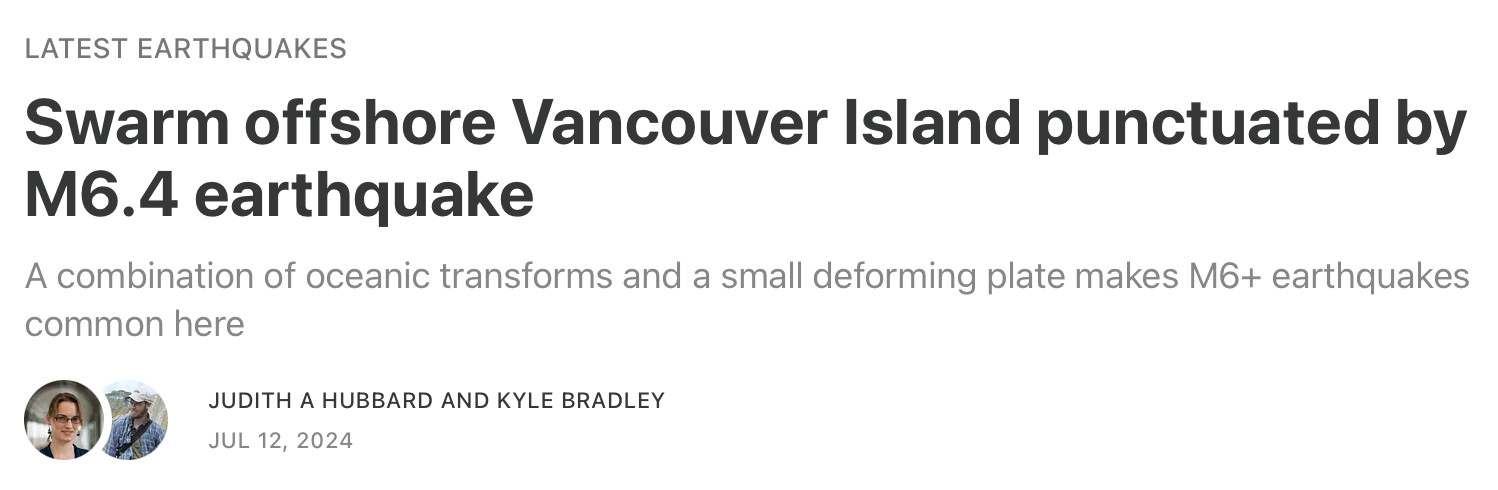 LATEST EARTHQUAKES
Swarm offshore Vancouver Island punctuated by
M6.4 earthquake
A combination of oceanic transforms and a small deforming plate makes M6+ earthquakes
common here
JUDITH A HUBBARD AND KYLE BRADLEY
JUL 12, 2024